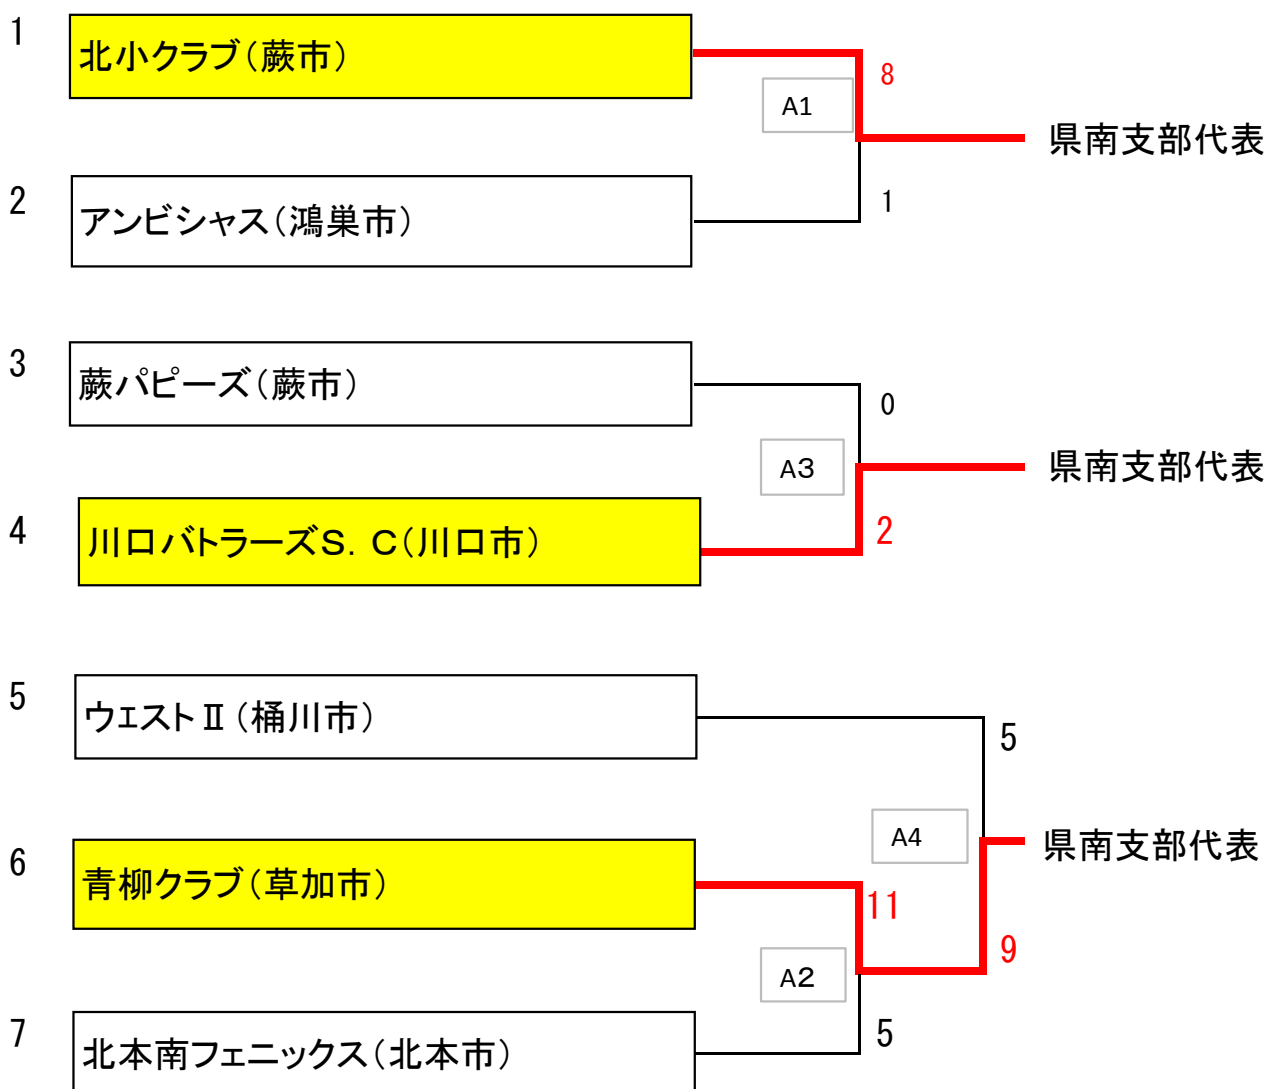 1
北小クラブ（蕨市）
8
A1
県南支部代表
2
アンビシャス（鴻巣市）
1
3
蕨パピーズ（蕨市）
0
A3
県南支部代表
4
川口バトラーズS．C（川口市）
2
5
ウェストⅡ（桶川市）
5
A4
県南支部代表
6
青柳クラブ（草加市）
11
9
A2
7
北本南フェニックス（北本市）
5